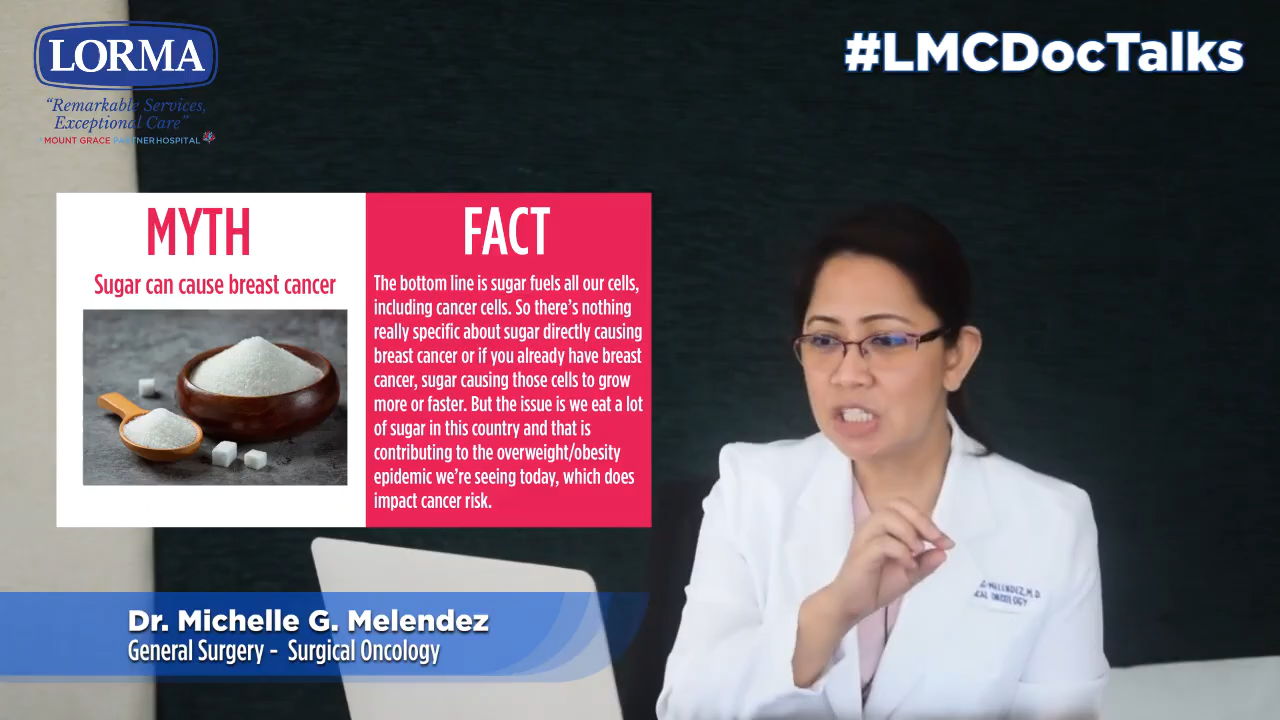 LORMA
“Remarkable Services,
Exceptional Care”
MOUNT GRACE PARTNER HOSPITAL
#LMCDocTalks
MYTH
Sugar can cause breast cancer
FACT
The bottom line is sugar fuels all our cells,
including cancer cells. So there’s nothing
really specific about sugar directly causing
breast cancer or if you already have breast
cancer, sugar causing those cells to grow
more or faster. But the issue is we eat a lot
of sugar in this country and that is
contributing to the overweight/obesity
epidemic we’re seeing today, which does
impact cancer risk.
MELENDEZ, M.D.
ONCOLOGY
Dr. Michelle G. Melendez
General Surgery - Surgical Oncology